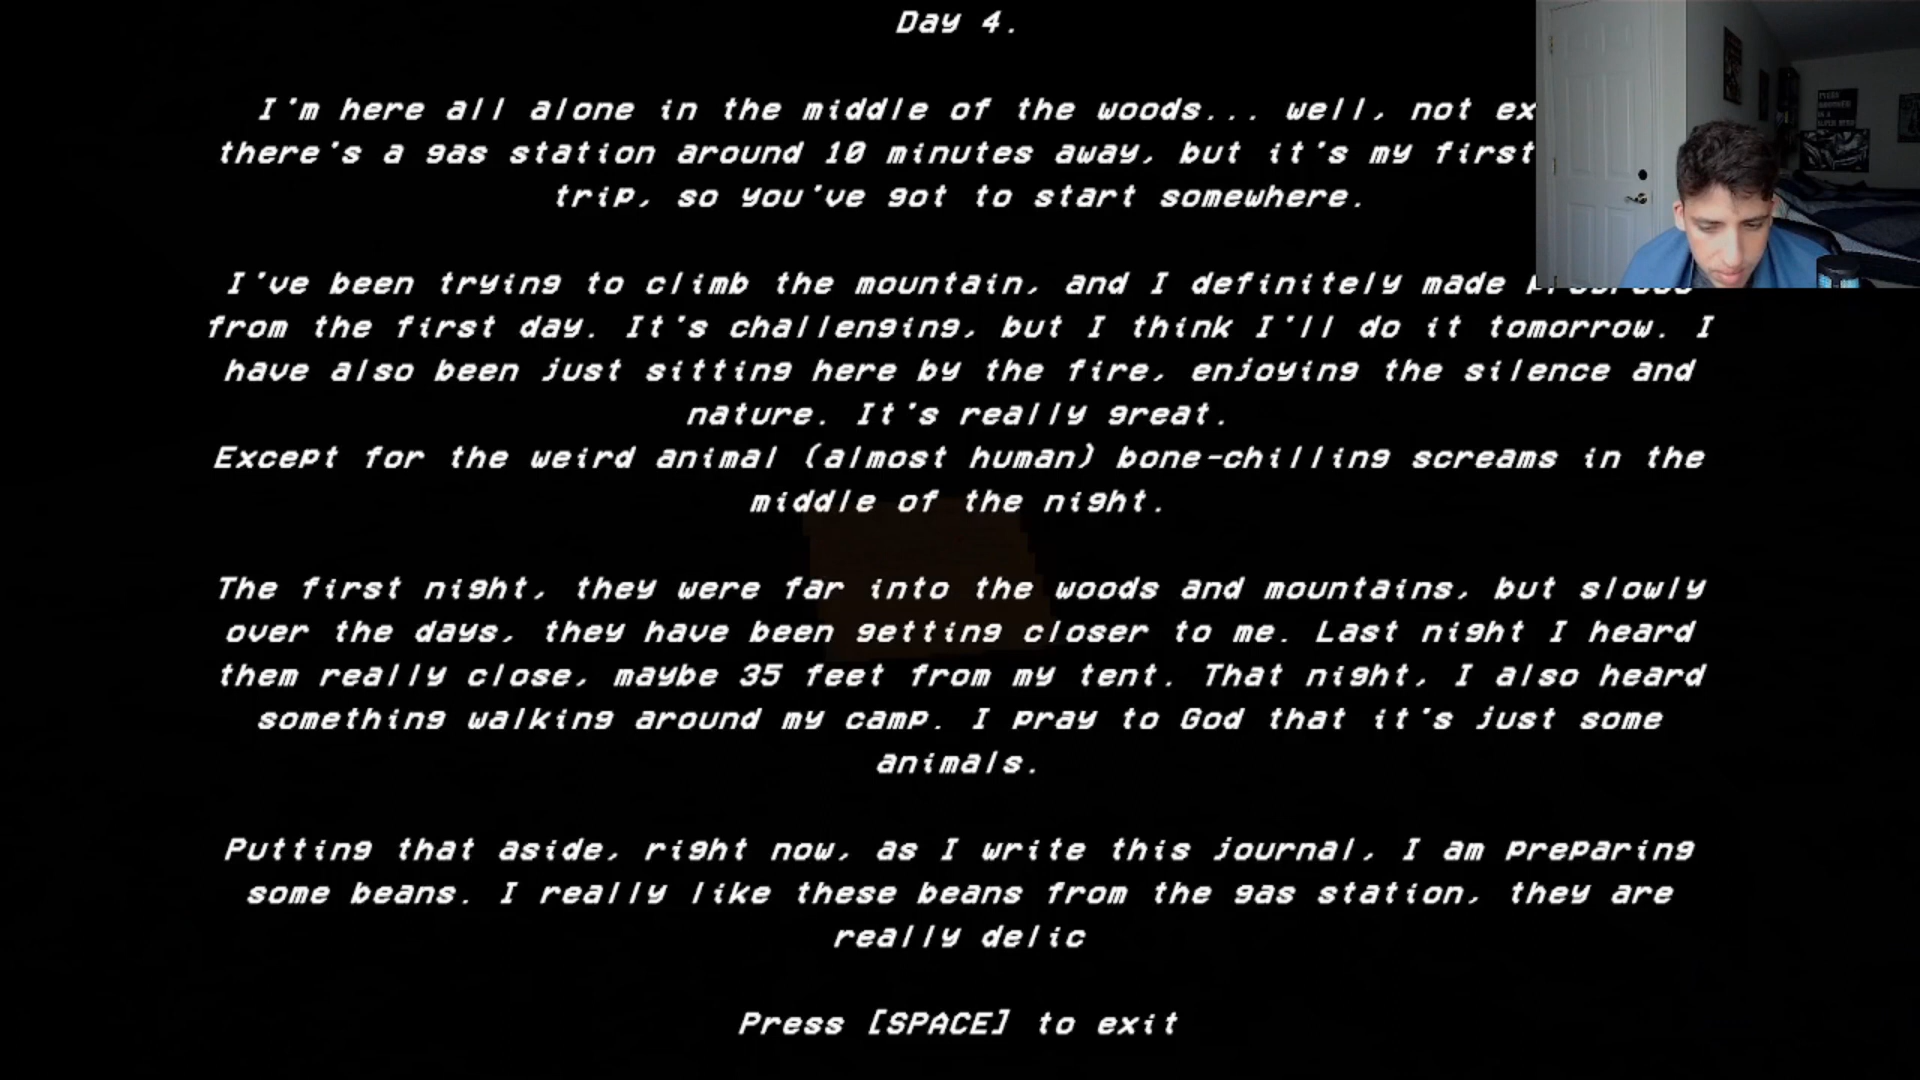 Day 4.
I'm here all alone in the middle of the woods... well, not
there's a gas station around 10 minutes away, but it's my first
trip, so you've got to start somewhere.
I've been trying to climb the mountain, and I definitely made
from the first day. It's challenging, but I think I'll do it tomorrow. I
have also been just sitting here by the fire, enjoying the silence and
nature. It's really great.
Except for the weird animal (almost human) bone-chilling screams in the
middle of the night.
The first night, they were far into the woods and mountains, but slowly
over the days, they have been getting closer to me. Last night I heard
them really close, maybe 35 feet from my tent. That night, I also heard
something walking around my camp. I pray to God that it's just some
animals.
Putting that aside, right now, as I write this journal, I am preparing
some beans. I really like these beans from the gas station, they are
really delic
Press [SPACE] to exit